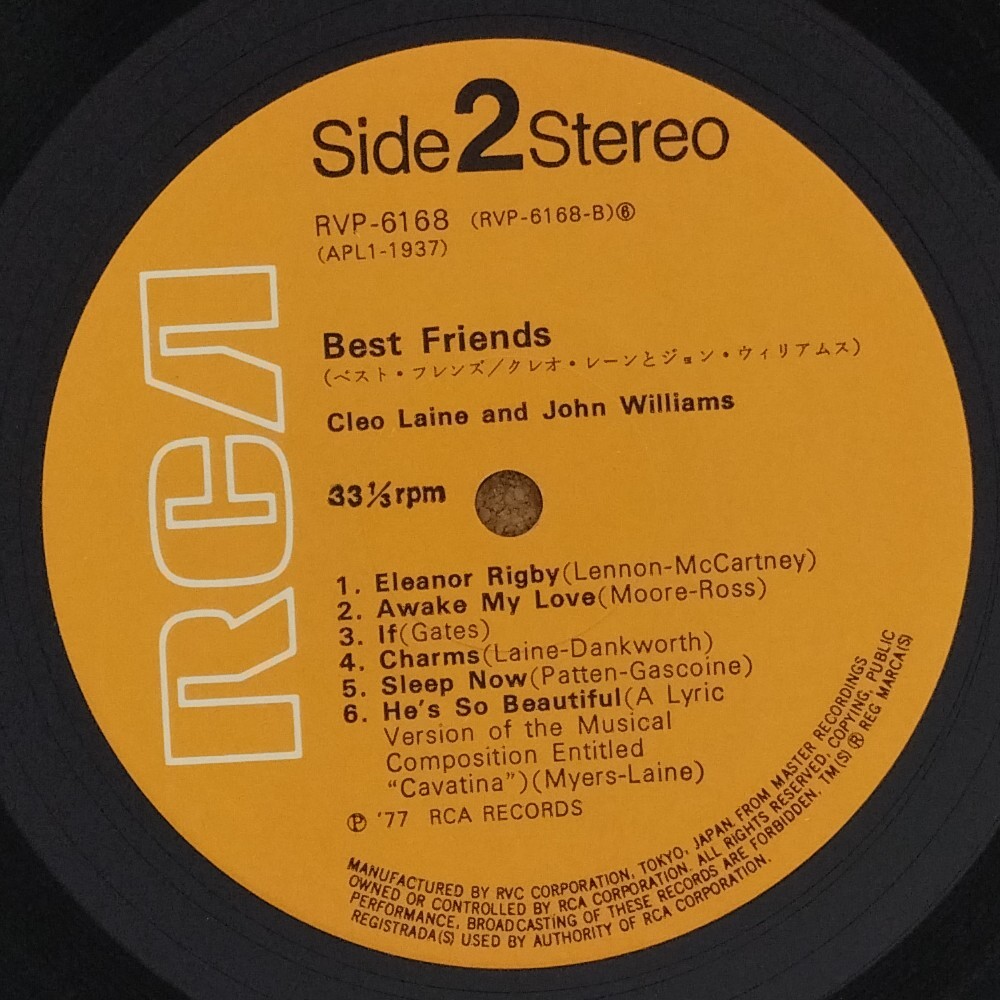 Side 2 Stereo
RVP-6168 (RVP-6168-B)⑥
(APL1-1937)
RCA
Best Friends
(ベスト・フレンズ/クレオ・レーンとジョン・ウィリアムス)
Cleo Laine and John Williams
33⅓rpm
1. Eleanor Rigby(Lennon-McCartney)
2. Awake My Love(Moore-Ross)
3. If(Gates)
4. Charms(Laine-Dankworth)
5. Sleep Now(Patten-Gascoine)
6. He's So Beautiful(A Lyric
Version of the Musical
Composition Entitled
“Cavatina”)(Myers-Laine)
Ⓟ '77 RCA RECORDS
MANUFACTURED BY RVC CORPORATION, TOKYO, JAPAN. FROM MASTER RECORDINGS
OWNED OR CONTROLLED BY RCA CORPORATION. ALL RIGHTS RESERVED, COPYING, PUBLIC
PERFORMANCE, BROADCASTING OF THESE RECORDS ARE FORBIDDEN. TM(S) ® REG MARCA(S)
REGISTRADA(S) USED BY AUTHORITY OF RCA CORPORATION.